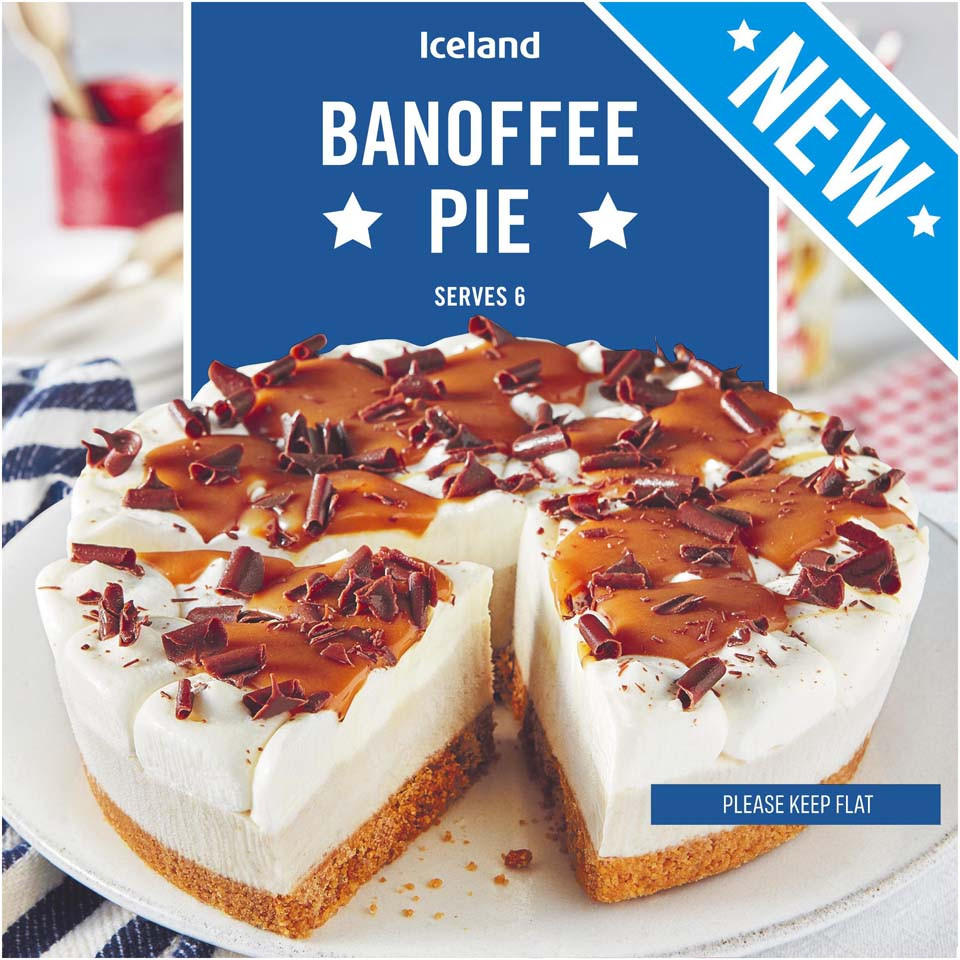 Iceland
BANOFFEE
PIE
SERVES 6
NEW
PLEASE KEEP FLAT